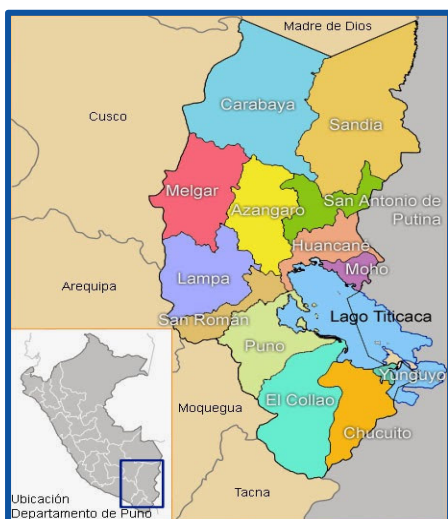 Madre de Dios
Cusco
Carabaya
Sandia
Melgar
Azangaro
San Antonio de
Putina
Huancané
Moho
Lampa
Arequipa
San Roman
Lago Titicaca
Puno
Yunguyo
Moquegua
El Collao
Chucuito
Tacna
Ubicación
Departamento de Puno